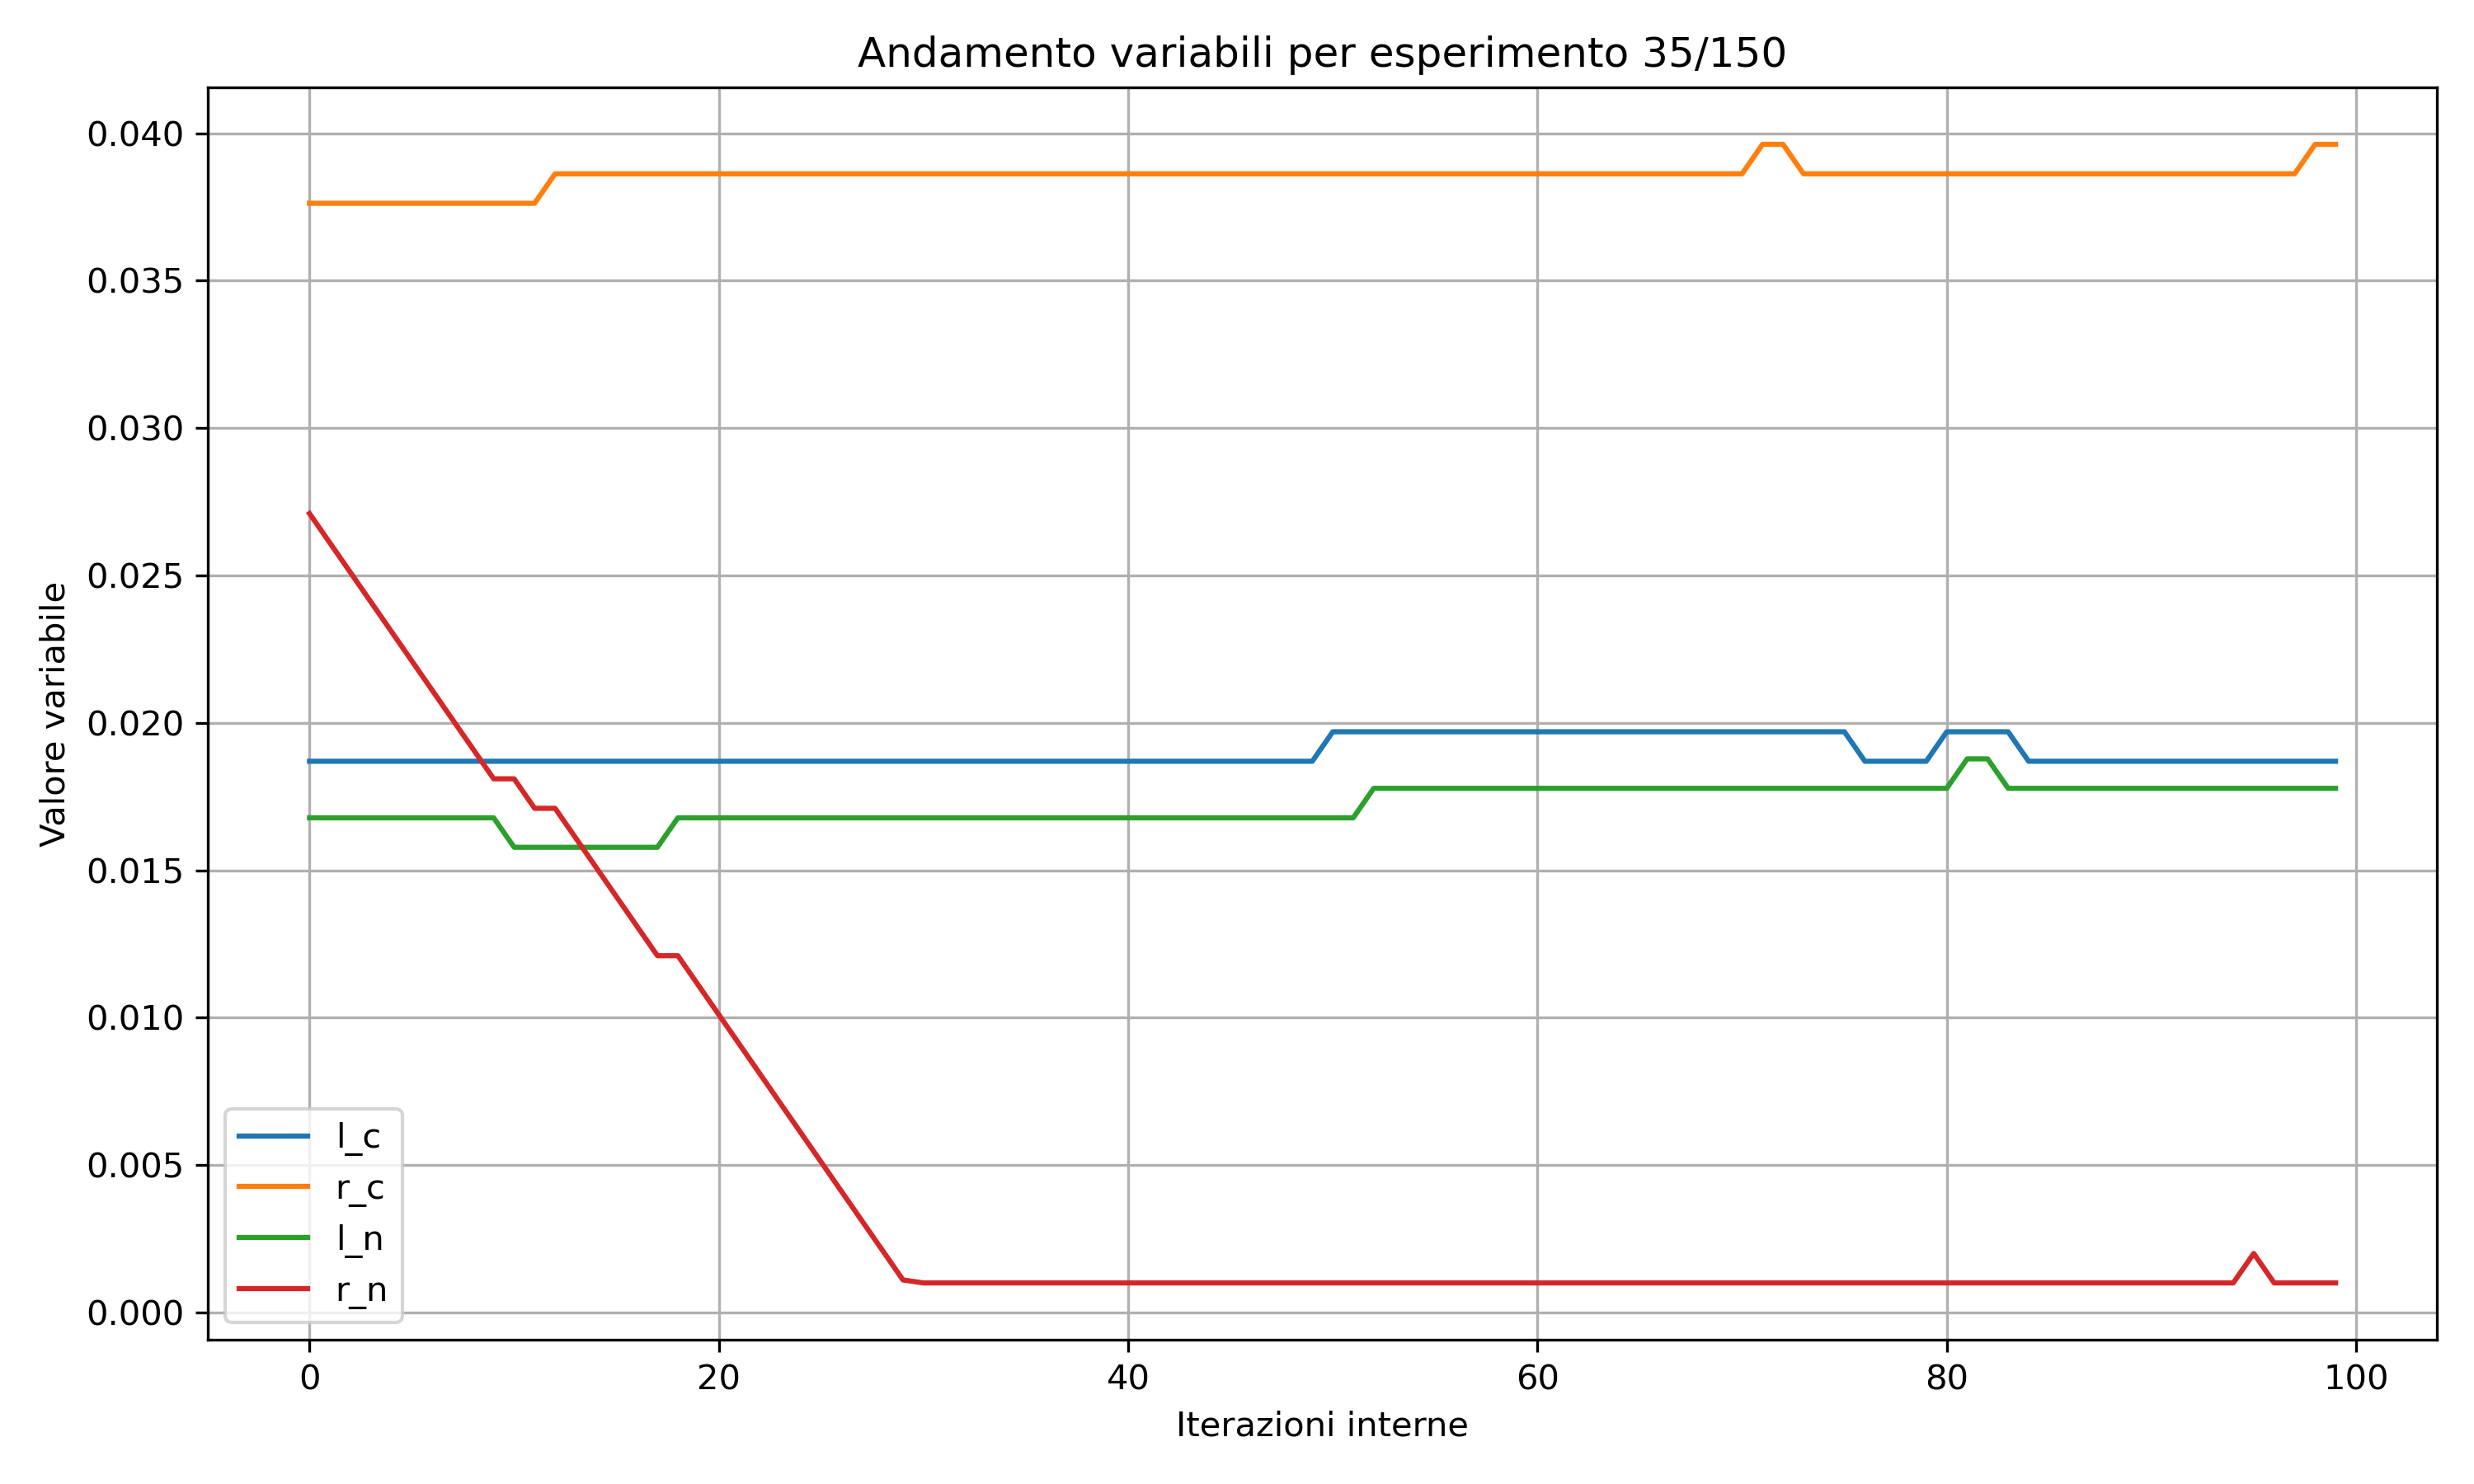 Andamento variabili per esperimento 35/150
Valore variabile
0.040
0.035
0.030
0.025
0.020
0.015
0.010
0.005
0.000
l_c
r_c
l_n
r_n
0 20 40 60 80 100
Iterazioni interne